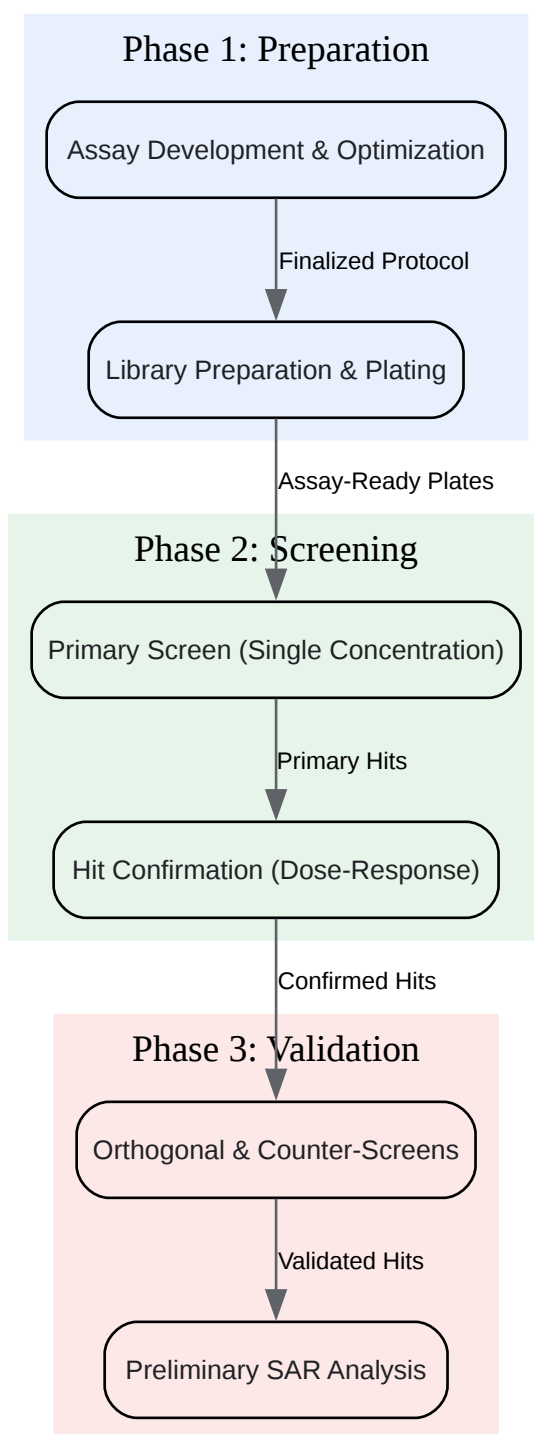 Phase 1: Preparation
Assay Development & Optimization
Finalized Protocol
Library Preparation & Plating
Assay-Ready Plates
Phase 2: Screening
Primary Screen (Single Concentration)
Primary Hits
Hit Confirmation (Dose-Response)
Confirmed Hits
Phase 3: Validation
Orthogonal & Counter-Screens
Validated Hits
Preliminary SAR Analysis